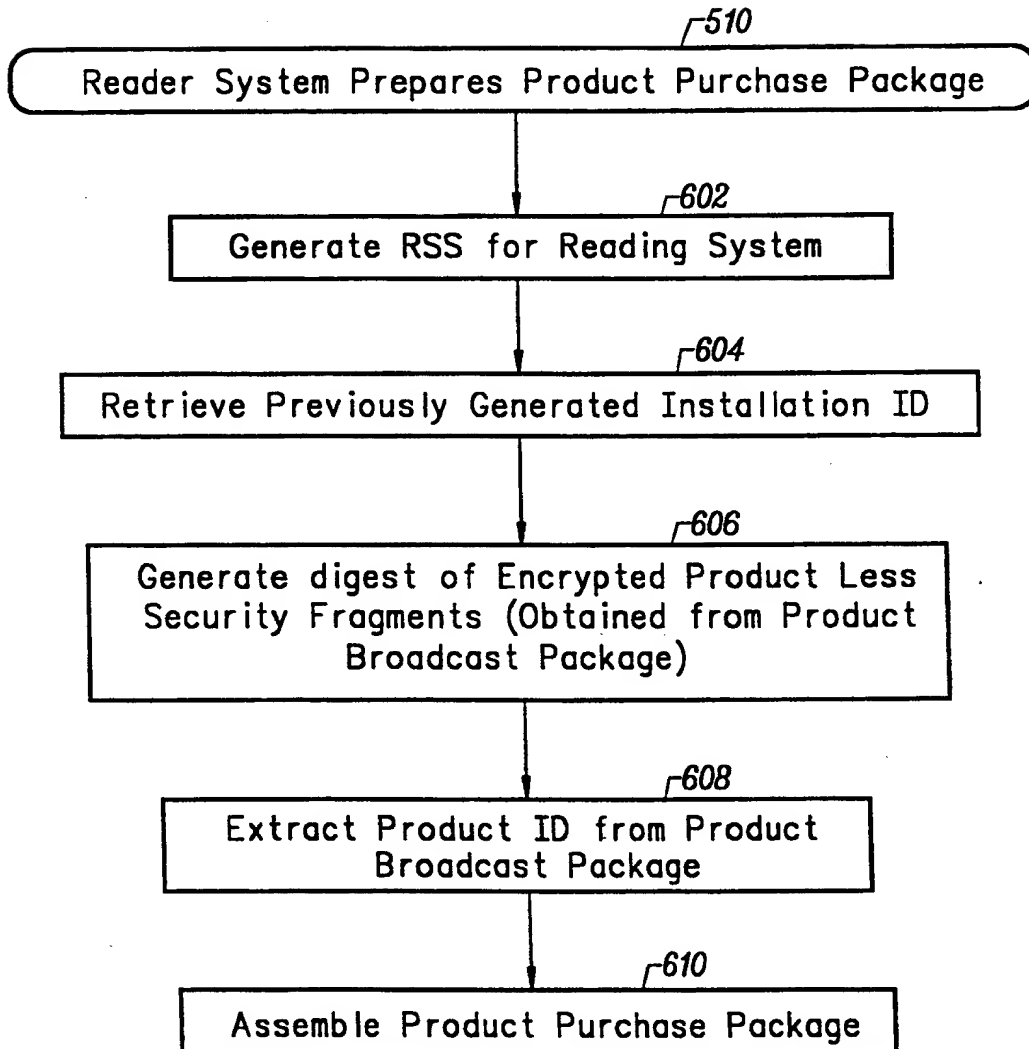 510
Reader System Prepares Product Purchase Package
602
Generate RSS for Reading System
604
Retrieve Previously Generated Installation ID
606
Generate digest of Encrypted Product Less
Security Fragments (Obtained from Product
Broadcast Package)
608
Extract Product ID from Product
Broadcast Package
610
Assemble Product Purchase Package